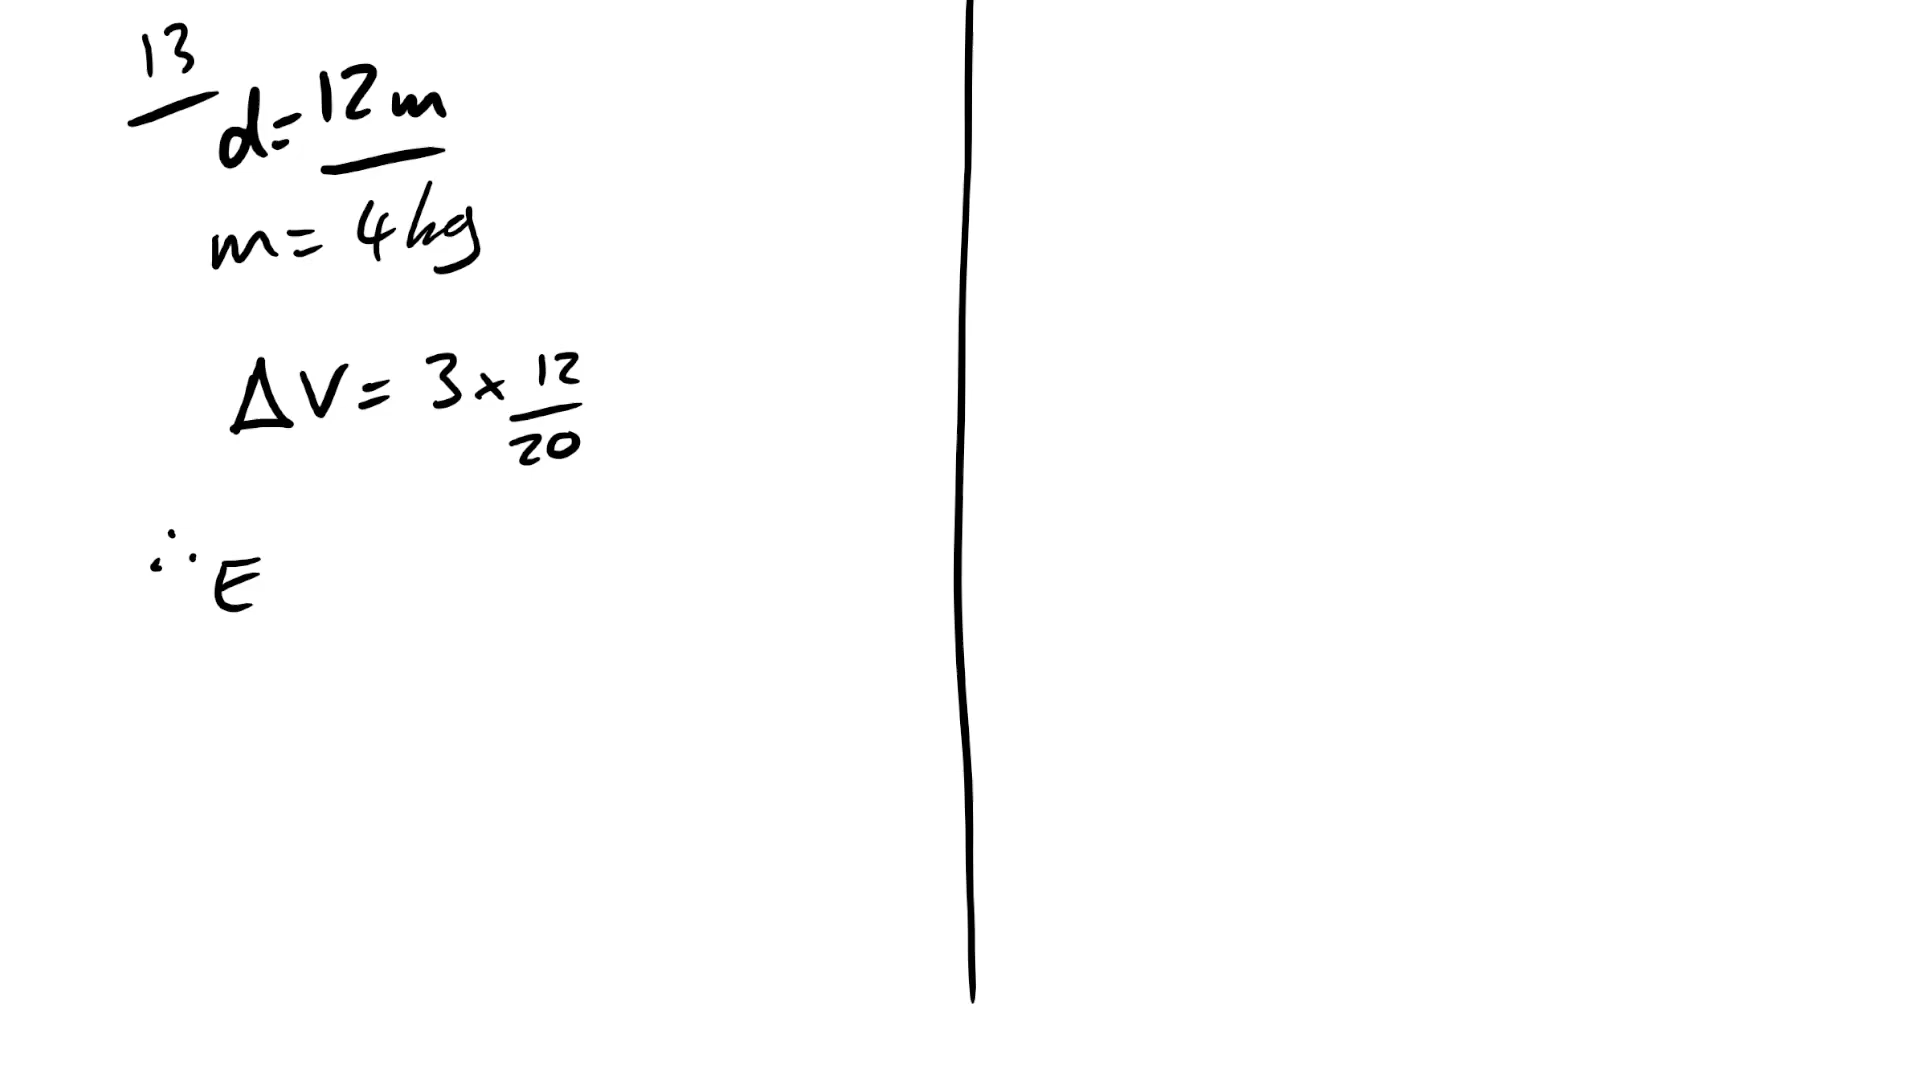 13
d= 12m
m= 4kg
ΔV= 3 × 12/20
∴ E